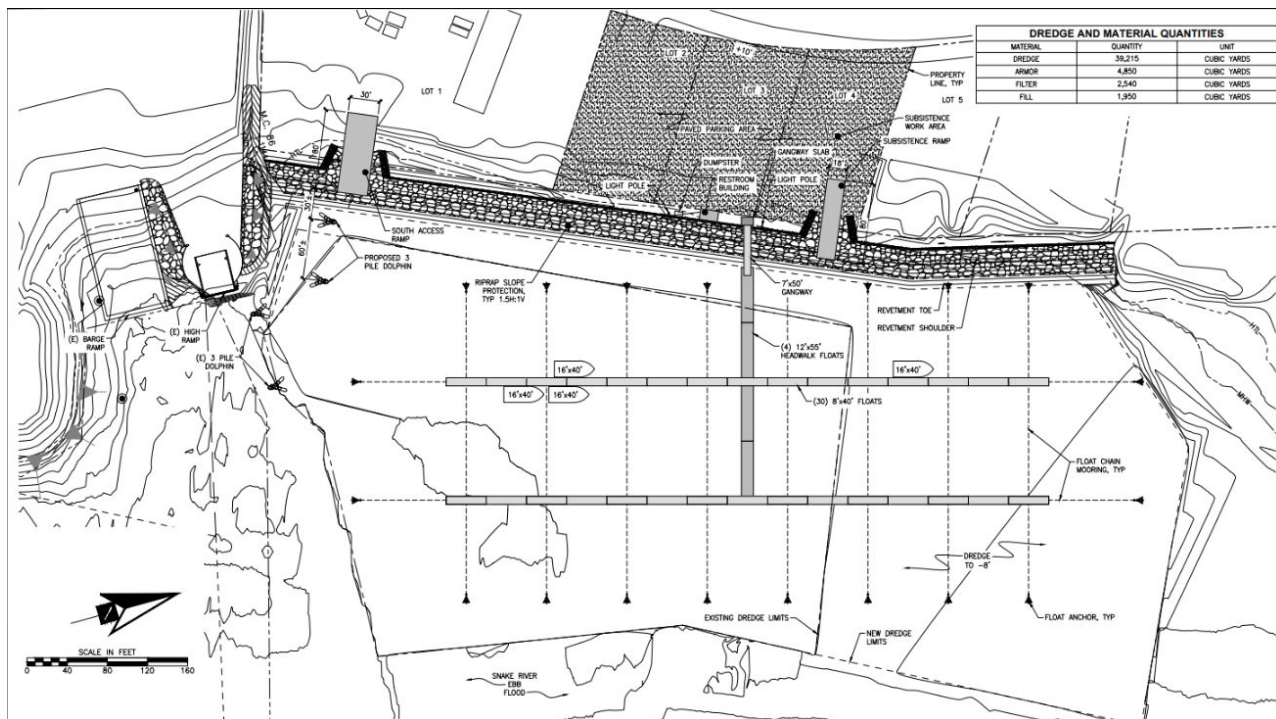 DREDGE AND MATERIAL QUANTITIES
MATERIAL QUANTITY UNIT
DREDGE 39,215 CUBIC YARDS
ARMOR 4,850 CUBIC YARDS
FILTER 2,540 CUBIC YARDS
FILL 1,950 CUBIC YARDS
LOT 2
+10'
LOT 3
LOT 4
PROPERTY
LINE, TYP
LOT 5
LOT 1
30'
M.C. 86
80'
PAVED PARKING AREA
GANGWAY SLAB
SUBSISTENCE
WORK AREA
SUBSISTENCE RAMP
18'
DUMPSTER
LIGHT POLE
RESTROOM
BUILDING
LIGHT POLE
80'
30'
60'±
SOUTH ACCESS
RAMP
PROPOSED 3
PILE DOLPHIN
RIPRAP SLOPE
PROTECTION,
TYP 1.5H:1V
7'x50'
GANGWAY
REVETMENT TOE
REVETMENT SHOULDER
(E) BARGE
RAMP
(E) HIGH
RAMP
(E) 3 PILE
DOLPHIN
(4) 12'x55'
HEADWALK FLOATS
HTL
MHW
16'x40'
16'x40'
16'x40'
16'x40'
(30) 8'x40' FLOATS
FLOAT CHAIN
MOORING, TYP
DREDGE
TO -8'
EXISTING DREDGE LIMITS
FLOAT ANCHOR, TYP
NEW DREDGE
LIMITS
SNAKE RIVER
EBB
FLOOD
SCALE IN FEET
0 40 80 120 160